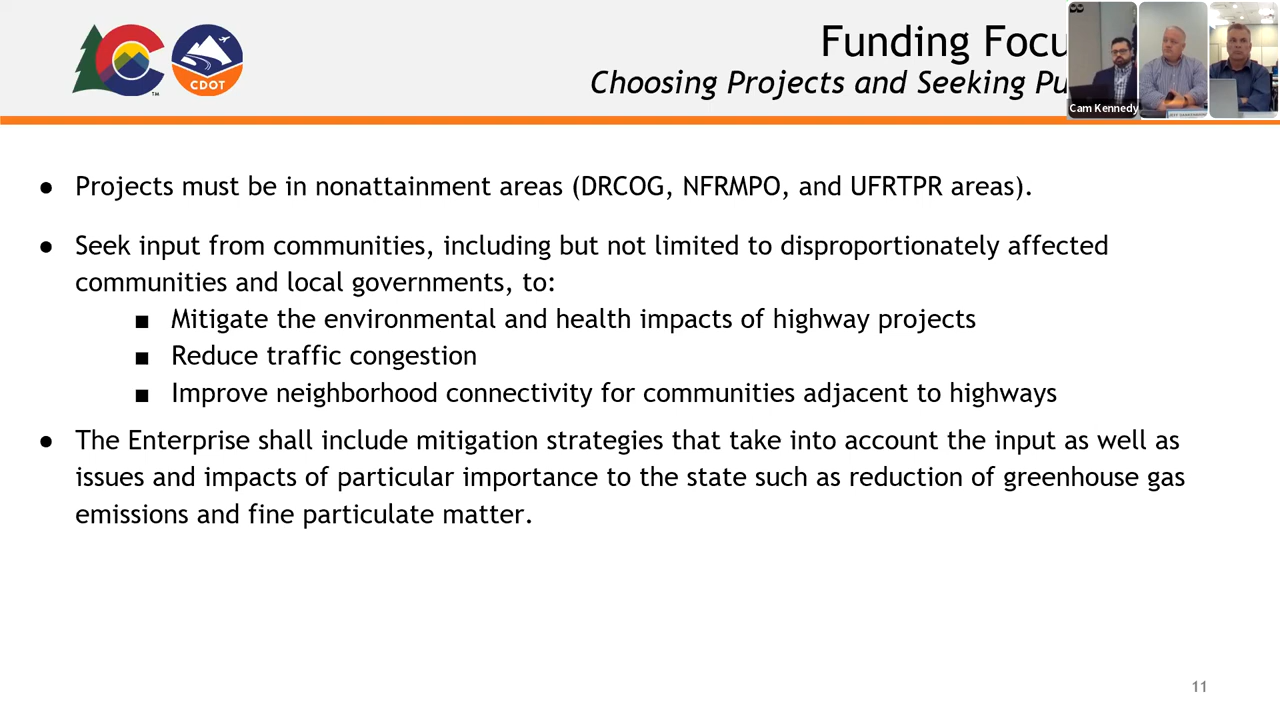 Funding Focu
Choosing Projects and Seeking Pu
CDOT
TM
Cam Kennedy
● Projects must be in nonattainment areas (DRCOG, NFRMPO, and UFRTPR areas).
● Seek input from communities, including but not limited to disproportionately affected
communities and local governments, to:
■ Mitigate the environmental and health impacts of highway projects
■ Reduce traffic congestion
■ Improve neighborhood connectivity for communities adjacent to highways
● The Enterprise shall include mitigation strategies that take into account the input as well as
issues and impacts of particular importance to the state such as reduction of greenhouse gas
emissions and fine particulate matter.
11